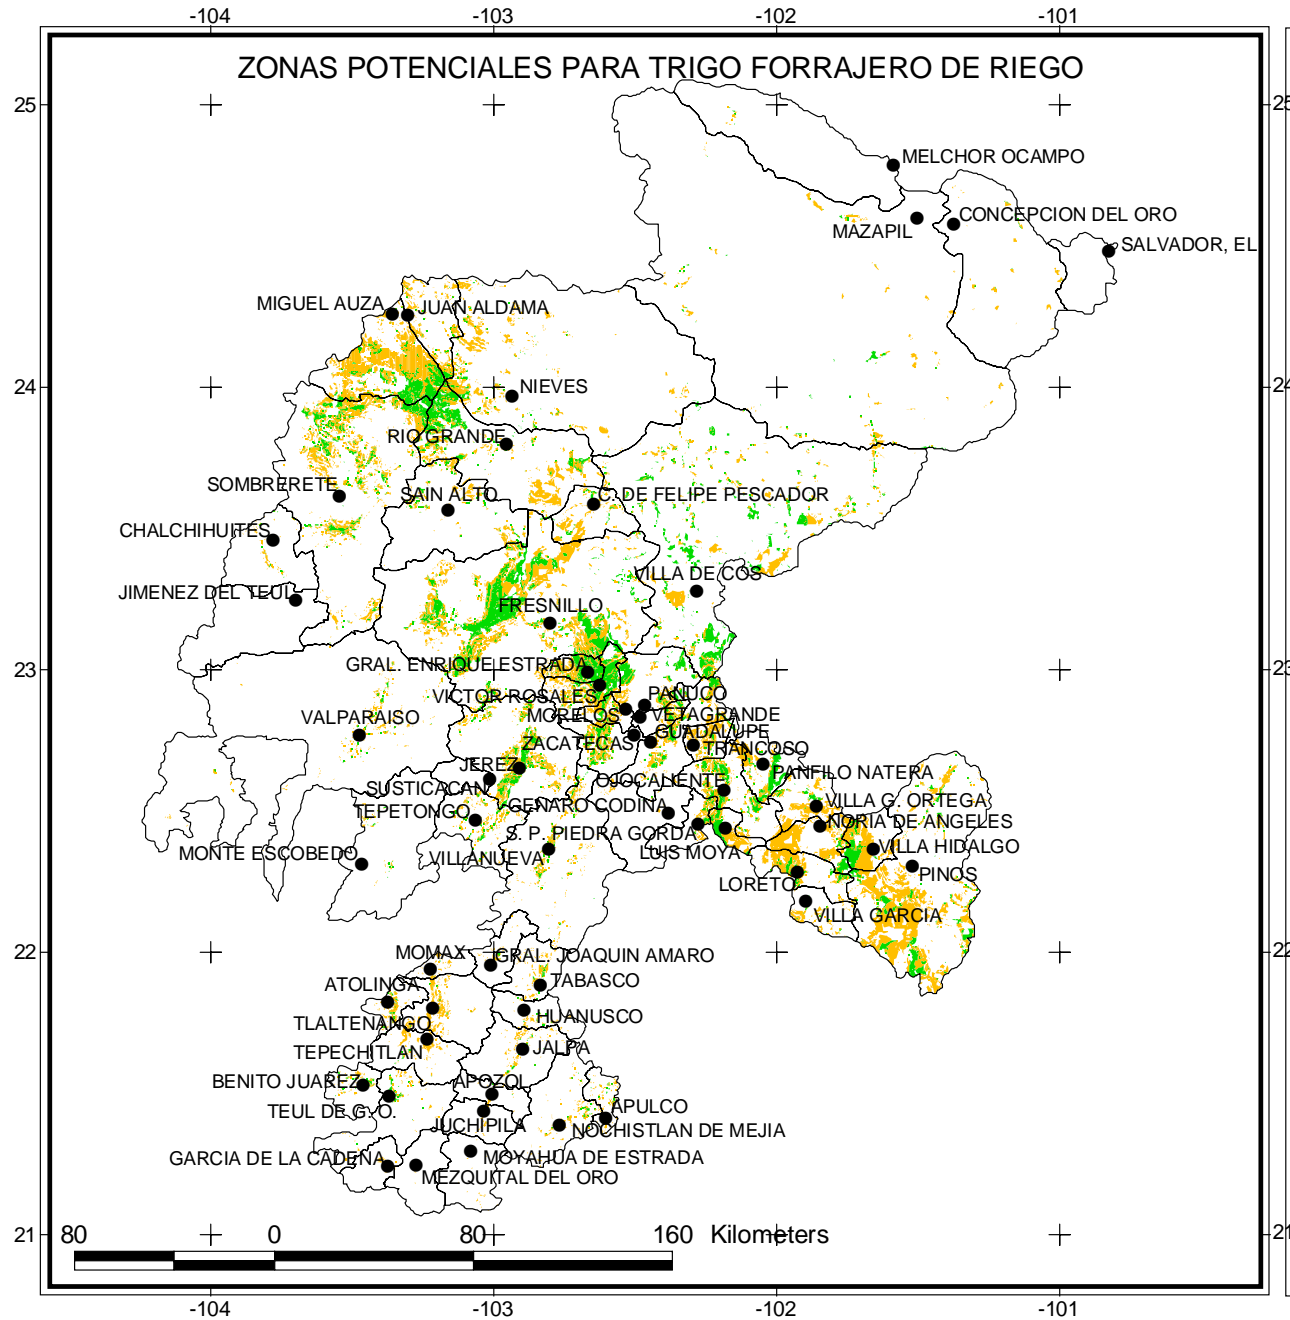 -104 -103 -102 -101
ZONAS POTENCIALES PARA TRIGO FORRAJERO DE RIEGO
25
MELCHOR OCAMPO
CONCEPCION DEL ORO
MAZAPIL
SALVADOR, EL
MIGUEL AUZA
JUAN ALDAMA
24
NIEVES
RIO GRANDE
SOMBRERETE
SAIN ALTO
C. DE FELIPE PESCADOR
CHALCHIHUITES
VILLA DE COS
JIMENEZ DEL TEUL
FRESNILLO
23
GRAL. ENRIQUE ESTRADA
VICTOR ROSALES
PANUCO
MORELOS
VETAGRANDE
VALPARAISO
GUADALUPE
ZACATECAS
TRANCOSO
JEREZ
PANFILO NATERA
SUSTICACAN
OJOCALIENTE
TEPETONGO
GENARO CODINA
VILLA G. ORTEGA
NORIA DE ANGELES
S. P. PIEDRA GORDA
VILLA HIDALGO
MONTE ESCOBEDO
VILLANUEVA
LUIS MOYA
PINOS
LORETO
VILLA GARCIA
22
MOMAX
GRAL. JOAQUIN AMARO
ATOLINGA
TABASCO
TLALTENANGO
HUANUSCO
TEPECHITLAN
JALPA
BENITO JUAREZ
APOZOL
TEUL DE G. O.
APULCO
JUCHIPILA
NOCHISTLAN DE MEJIA
GARCIA DE LA CADENA
MOYAHUA DE ESTRADA
MEZQUITAL DEL ORO
21
80 0 80 160 Kilometers
-104 -103 -102 -101